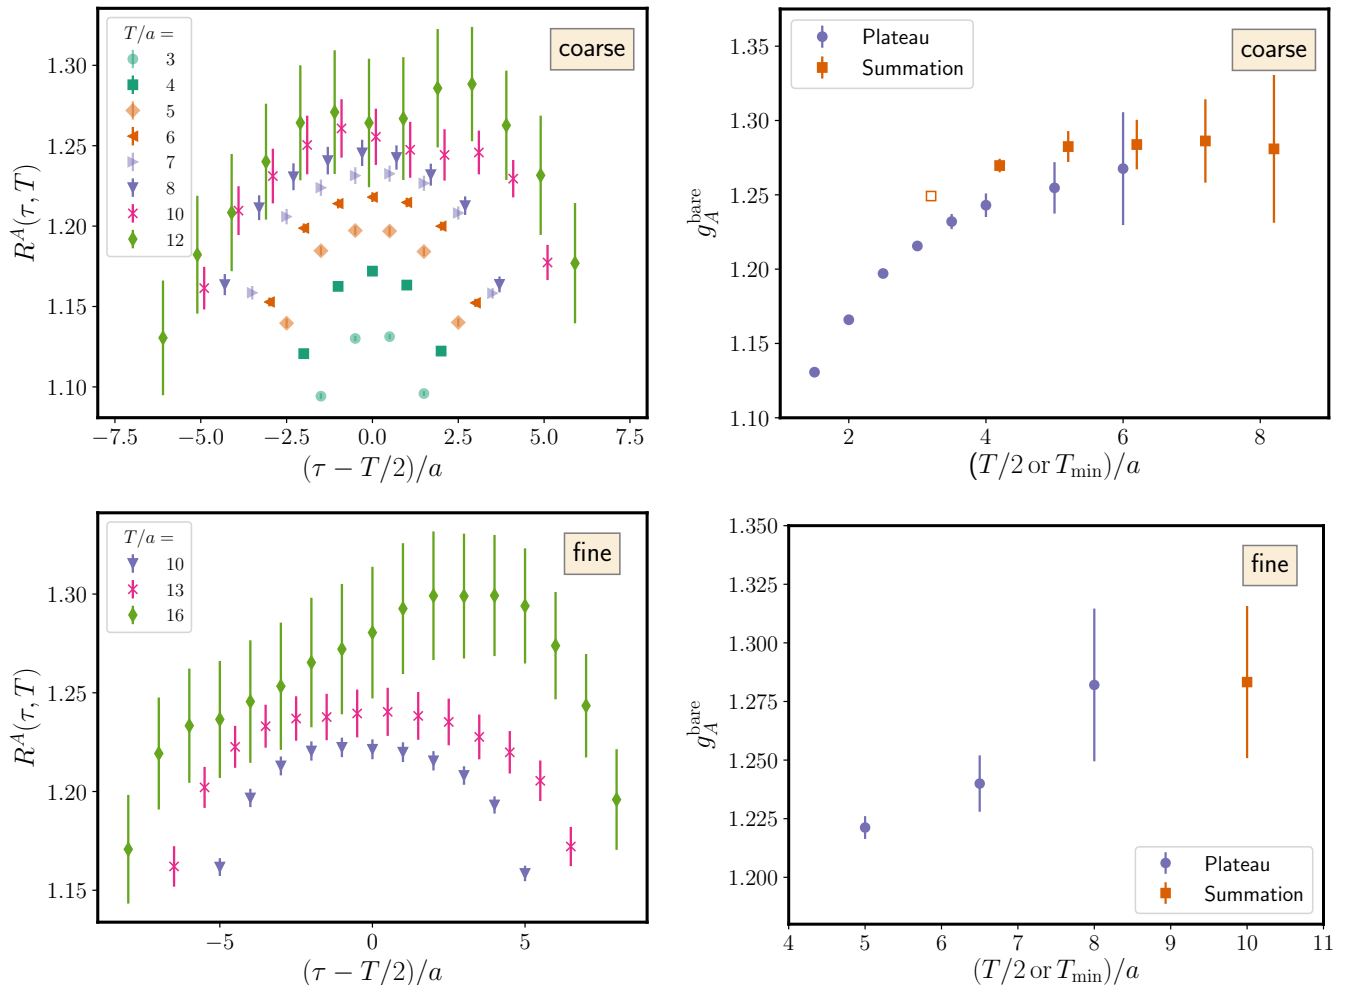 T/a =
3
4
5
6
7
8
10
12
coarse
1.30
1.25
1.20
1.15
1.10
R^A(τ, T)
−7.5 −5.0 −2.5 0.0 2.5 5.0 7.5
(τ − T/2)/a
Plateau
Summation
coarse
1.35
1.30
1.25
1.20
1.15
1.10
g_A^bare
2 4 6 8
(T/2 or T_min)/a
T/a =
10
13
16
fine
1.30
1.25
1.20
1.15
R^A(τ, T)
−5 0 5
(τ − T/2)/a
fine
1.350
1.325
1.300
1.275
1.250
1.225
1.200
g_A^bare
Plateau
Summation
4 5 6 7 8 9 10 11
(T/2 or T_min)/a